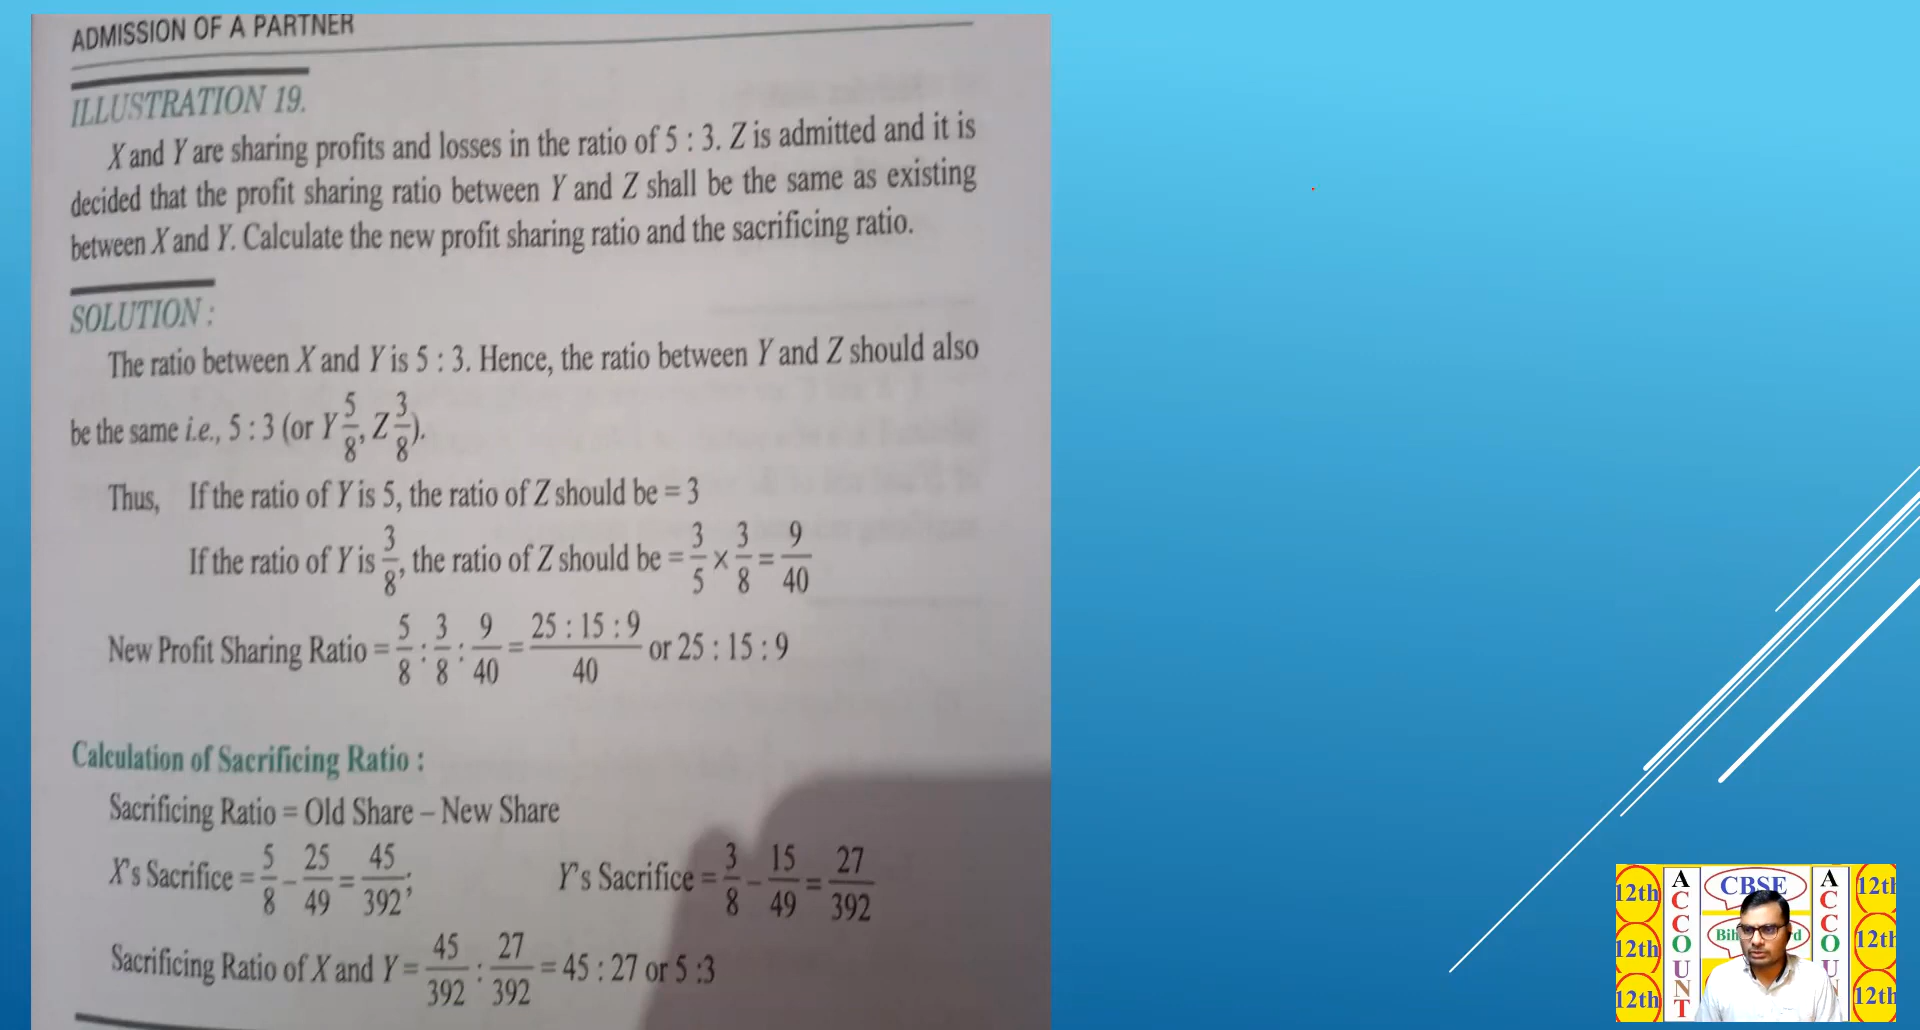 ADMISSION OF A PARTNER
ILLUSTRATION 19.
X and Y are sharing profits and losses in the ratio of 5 : 3. Z is admitted and it is
decided that the profit sharing ratio between Y and Z shall be the same as existing
between X and Y. Calculate the new profit sharing ratio and the sacrificing ratio.
SOLUTION :
The ratio between X and Y is 5 : 3. Hence, the ratio between Y and Z should also
be the same i.e., 5 : 3 (or Y 5/8, Z 3/8).
Thus, If the ratio of Y is 5, the ratio of Z should be = 3
If the ratio of Y is 3/8, the ratio of Z should be = 3/5 × 3/8 = 9/40
New Profit Sharing Ratio = 5/8 : 3/8 : 9/40 = 25 : 15 : 9/40 or 25 : 15 : 9
Calculation of Sacrificing Ratio :
Sacrificing Ratio = Old Share – New Share
X's Sacrifice = 5/8 – 25/49 = 45/392; Y's Sacrifice = 3/8 – 15/49 = 27/392
Sacrificing Ratio of X and Y = 45/392 : 27/392 = 45 : 27 or 5 :3
12th
12th
12th
ACCOUNT
CBSE
12th
12th
12th